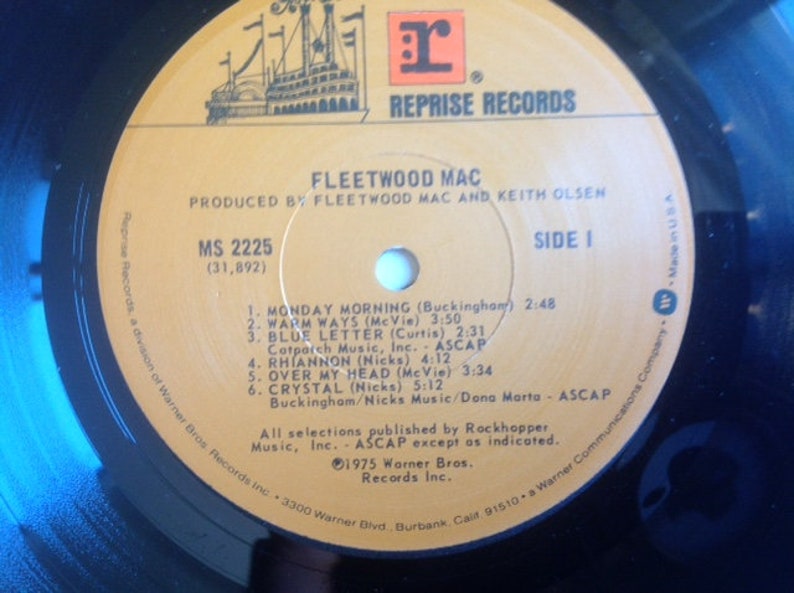 r
®
REPRISE RECORDS
FLEETWOOD MAC
PRODUCED BY FLEETWOOD MAC AND KEITH OLSEN
MS 2225
(31,892)
SIDE 1
1. MONDAY MORNING (Buckingham) 2:48
2. WARM WAYS (McVie) 3:50
3. BLUE LETTER (Curtis) 2:31
Catpatch Music, Inc. - ASCAP
4. RHIANNON (Nicks) 4:12
5. OVER MY HEAD (McVie) 3:34
6. CRYSTAL (Nicks) 5:12
Buckingham/Nicks Music/Dona Marta - ASCAP
All selections published by Rockhopper
Music, Inc. - ASCAP except as indicated.
℗1975 Warner Bros.
Records Inc.
Reprise Records, a division of Warner Bros. Records Inc. • 3300 Warner Blvd., Burbank, Calif. 91510 • a Warner Communications Company • W • Made in U.S.A.